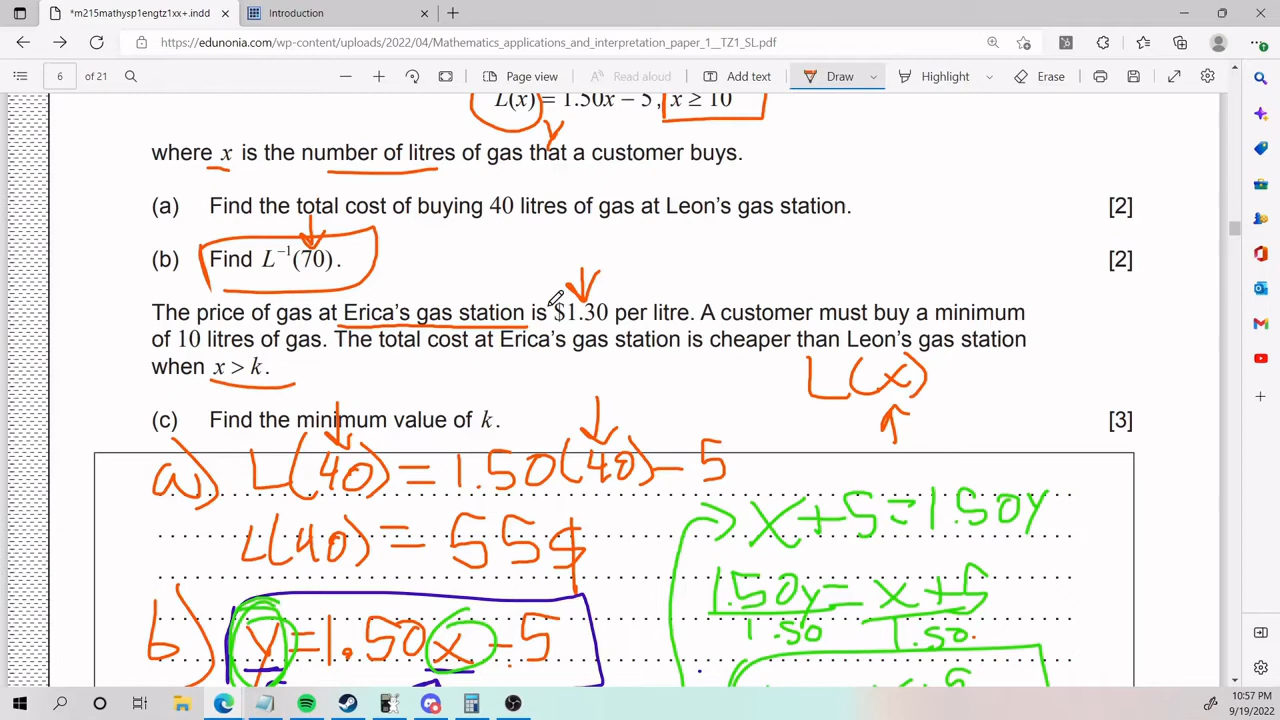 *m215mathysp1engtz1xx+.indd
Introduction
https://edunonia.com/wp-content/uploads/2022/04/Mathematics_applications_and_interpretation_paper_1__TZ1_SL.pdf
6 of 21 Page view Read aloud Add text Draw Highlight Erase
L(x) = 1.50x − 5, x ≥ 10
y
where x is the number of litres of gas that a customer buys.
(a) Find the total cost of buying 40 litres of gas at Leon's gas station. [2]
(b) Find L⁻¹(70). [2]
The price of gas at Erica's gas station is $1.30 per litre. A customer must buy a minimum
of 10 litres of gas. The total cost at Erica's gas station is cheaper than Leon's gas station
when x > k.
L(x)
(c) Find the minimum value of k. [3]
a) L(40) = 1.50(40) − 5
L(40) = 55$
b) y = 1.50x − 5
x + 5 = 1.50y
1.50y = x + 5
1.50 1.50
10:57 PM
9/19/2022